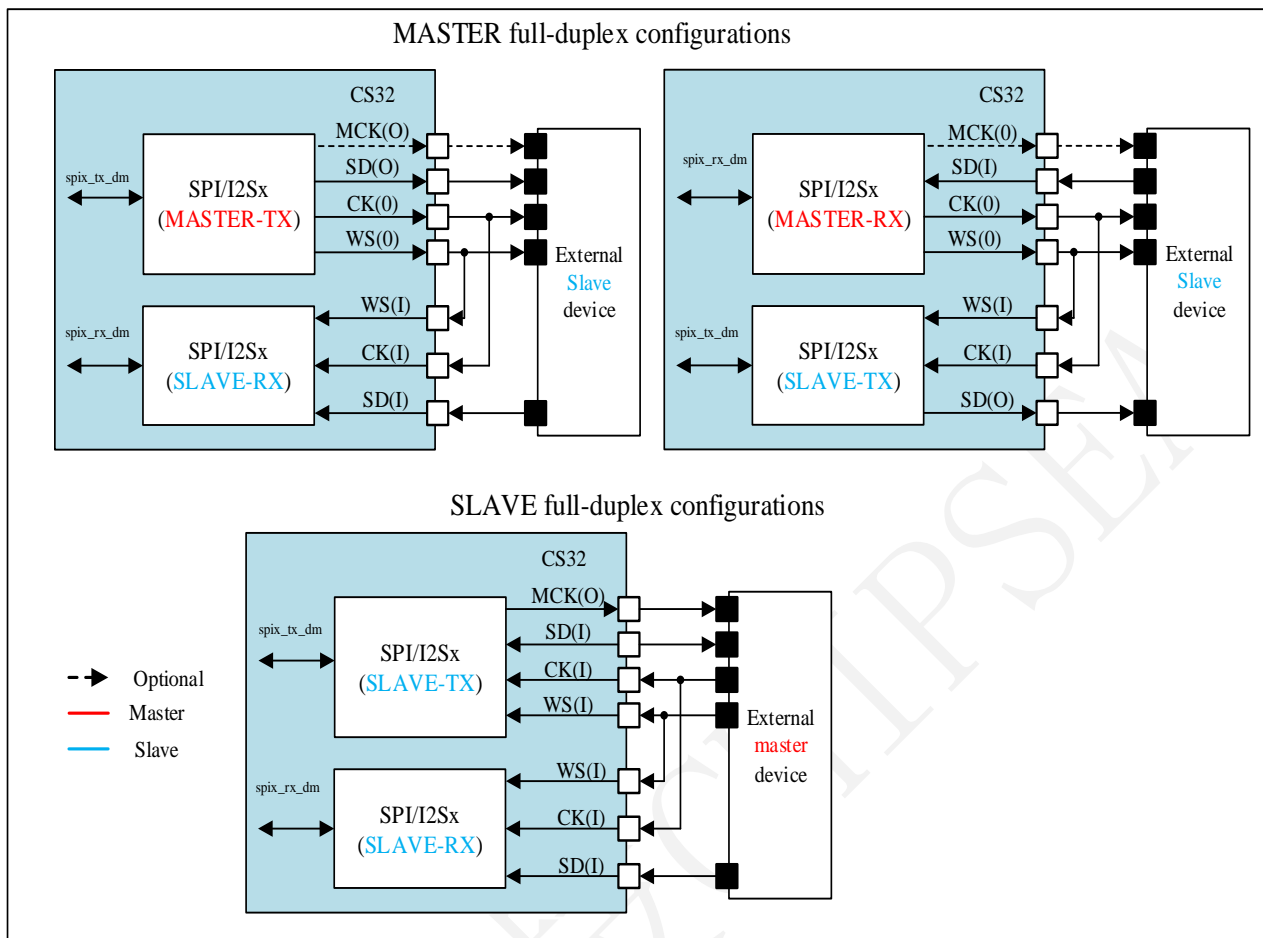 MASTER full-duplex configurations
CS32
MCK(O)
SD(O)
spix_tx_dm
SPI/I2Sx
(MASTER-TX)
CK(0)
WS(0)
External
Slave
device
WS(I)
spix_rx_dm
SPI/I2Sx
(SLAVE-RX)
CK(I)
SD(I)
CS32
MCK(0)
SD(I)
spix_rx_dm
SPI/I2Sx
(MASTER-RX)
CK(0)
WS(0)
External
Slave
device
WS(I)
spix_tx_dm
SPI/I2Sx
(SLAVE-TX)
CK(I)
SD(O)
SLAVE full-duplex configurations
CS32
MCK(O)
SD(I)
spix_tx_dm
SPI/I2Sx
(SLAVE-TX)
CK(I)
WS(I)
External
master
device
WS(I)
spix_rx_dm
SPI/I2Sx
(SLAVE-RX)
CK(I)
SD(I)
Optional
Master
Slave